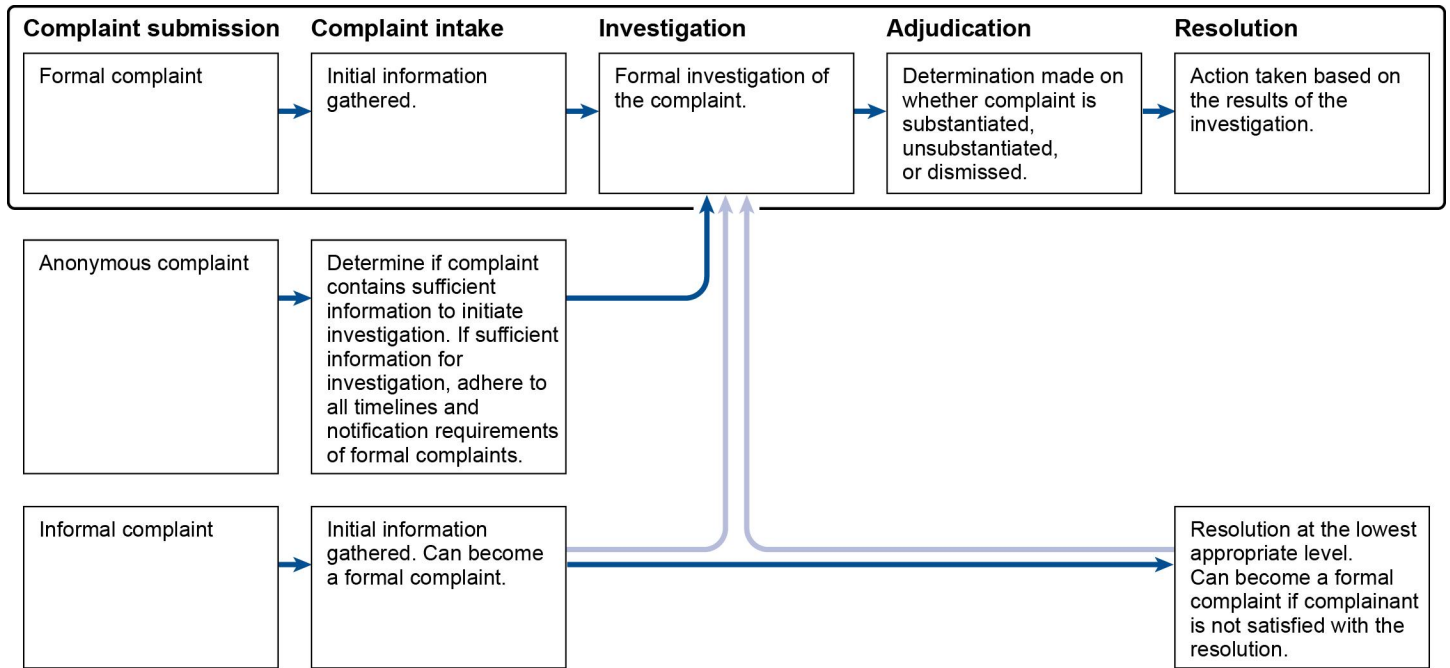 Complaint submission
Complaint intake
Investigation
Adjudication
Resolution
Formal complaint
Initial information
gathered.
Formal investigation of
the complaint.
Determination made on
whether complaint is
substantiated,
unsubstantiated,
or dismissed.
Action taken based on
the results of the
investigation.
Anonymous complaint
Determine if complaint
contains sufficient
information to initiate
investigation. If sufficient
information for
investigation, adhere to
all timelines and
notification requirements
of formal complaints.
Informal complaint
Initial information
gathered. Can become
a formal complaint.
Resolution at the lowest
appropriate level.
Can become a formal
complaint if complainant
is not satisfied with the
resolution.